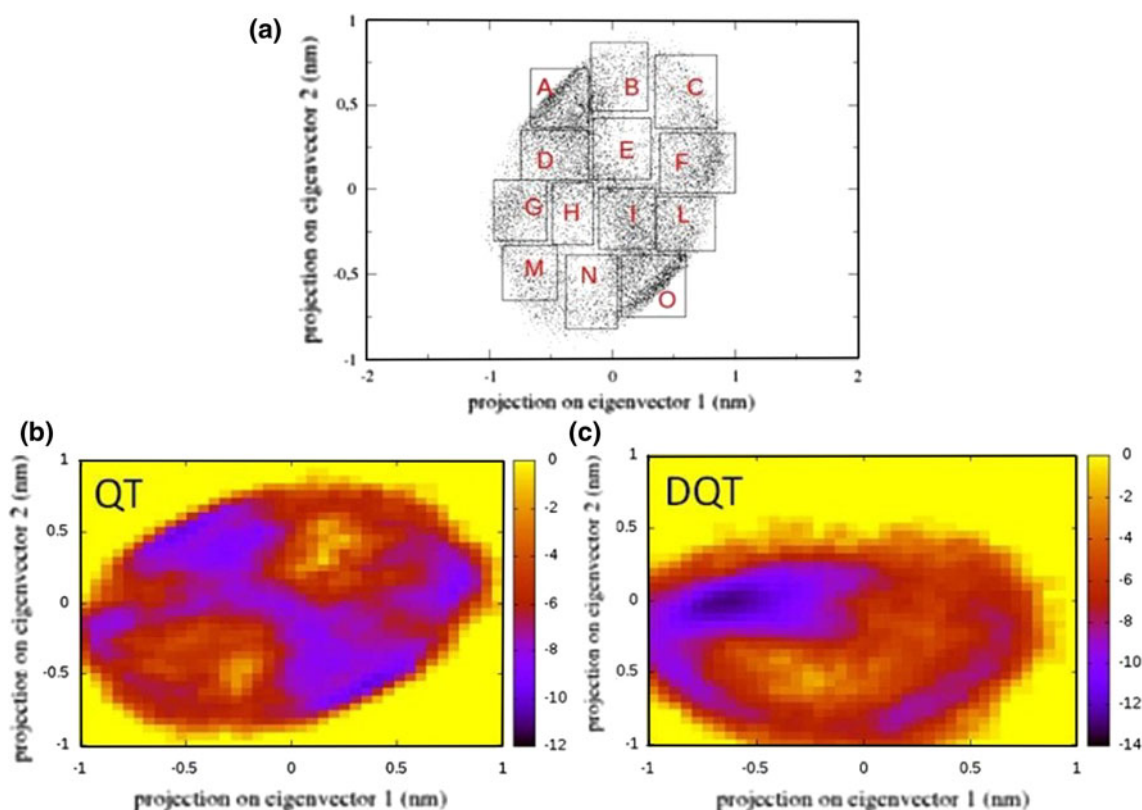 (a)
projection on eigenvector 2 (nm)
1
0,5
0
-0,5
-1
A
B
C
D
E
F
G
H
I
L
M
N
O
-2
-1
0
1
2
projection on eigenvector 1 (nm)
(b)
QT
projection on eigenvector 2 (nm)
1
0.5
0
-0.5
-1
-1
-0.5
0
0.5
1
projection on eigenvector 1 (nm)
0
-2
-4
-6
-8
-10
-12
(c)
DQT
projection on eigenvector 2 (nm)
1
0.5
0
0.5
-1
-1
-0.5
0
0.5
1
projection on eigenvector 1 (nm)
0
-2
-4
-6
-8
-10
-12
-14